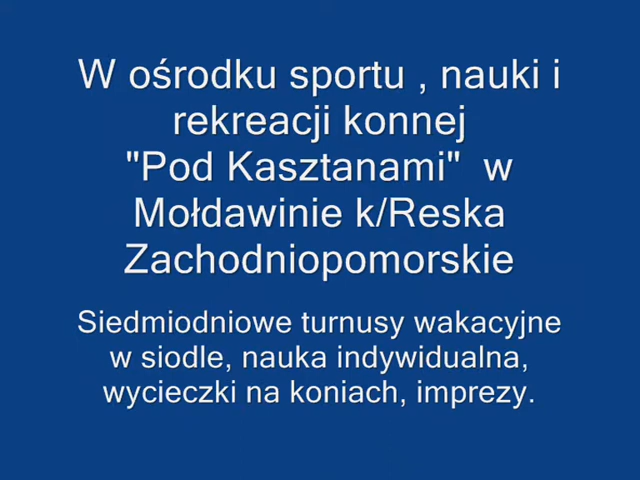 W ośrodku sportu , nauki i
rekreacji konnej
"Pod Kasztanami"  w
Mołdawinie k/Reska
Zachodniopomorskie
Siedmiodniowe turnusy wakacyjne
w siodle, nauka indywidualna,
wycieczki na koniach, imprezy.